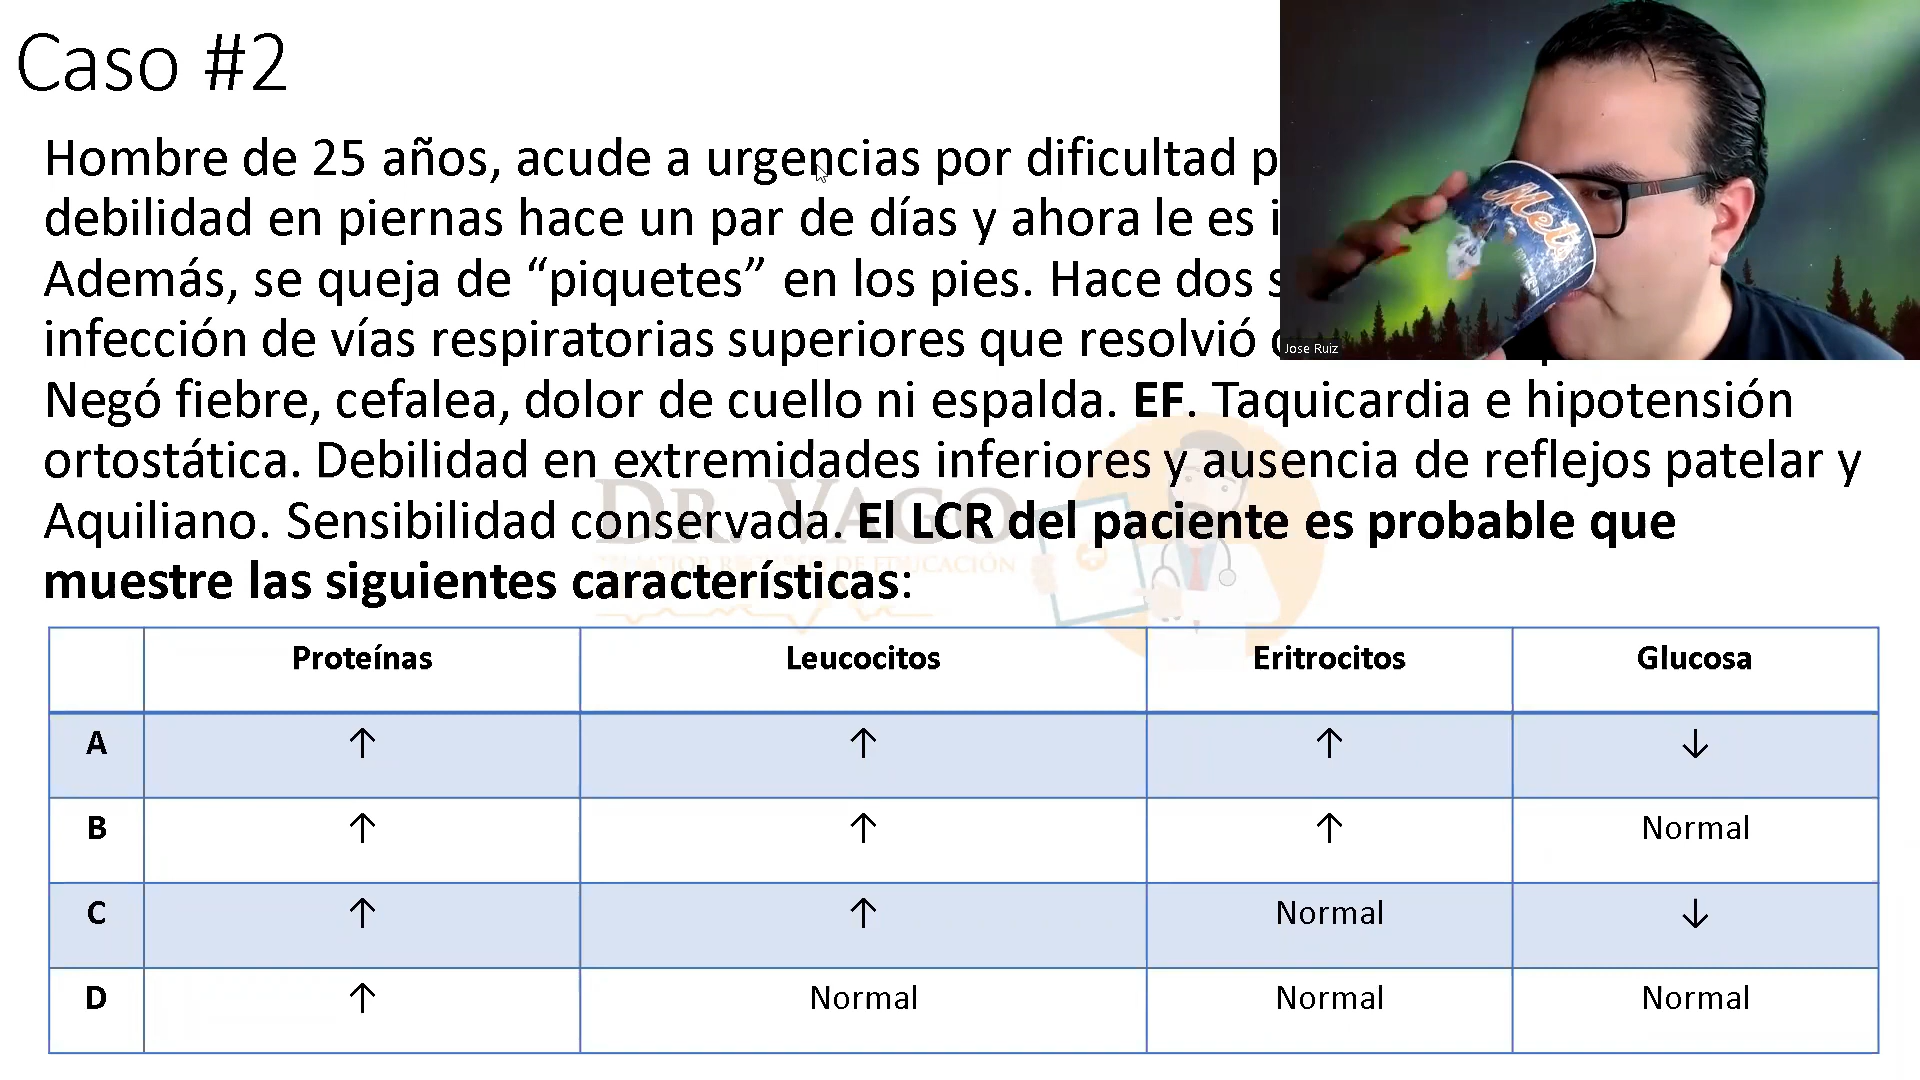 Caso #2
Hombre de 25 años, acude a urgencias por dificultad
debilidad en piernas hace un par de días y ahora le es
Además, se queja de “piquetes” en los pies. Hace dos
infección de vías respiratorias superiores que resolvió
Negó fiebre, cefalea, dolor de cuello ni espalda. EF. Taquicardia e hipotensión
ortostática. Debilidad en extremidades inferiores y ausencia de reflejos patelar y
Aquiliano. Sensibilidad conservada. El LCR del paciente es probable que
muestre las siguientes características:
Mets
Jose Ruiz
DR. VAGO
Proteínas Leucocitos Eritrocitos Glucosa
A ↑ ↑ ↑ ↓
B ↑ ↑ ↑ Normal
C ↑ ↑ Normal ↓
D ↑ Normal Normal Normal